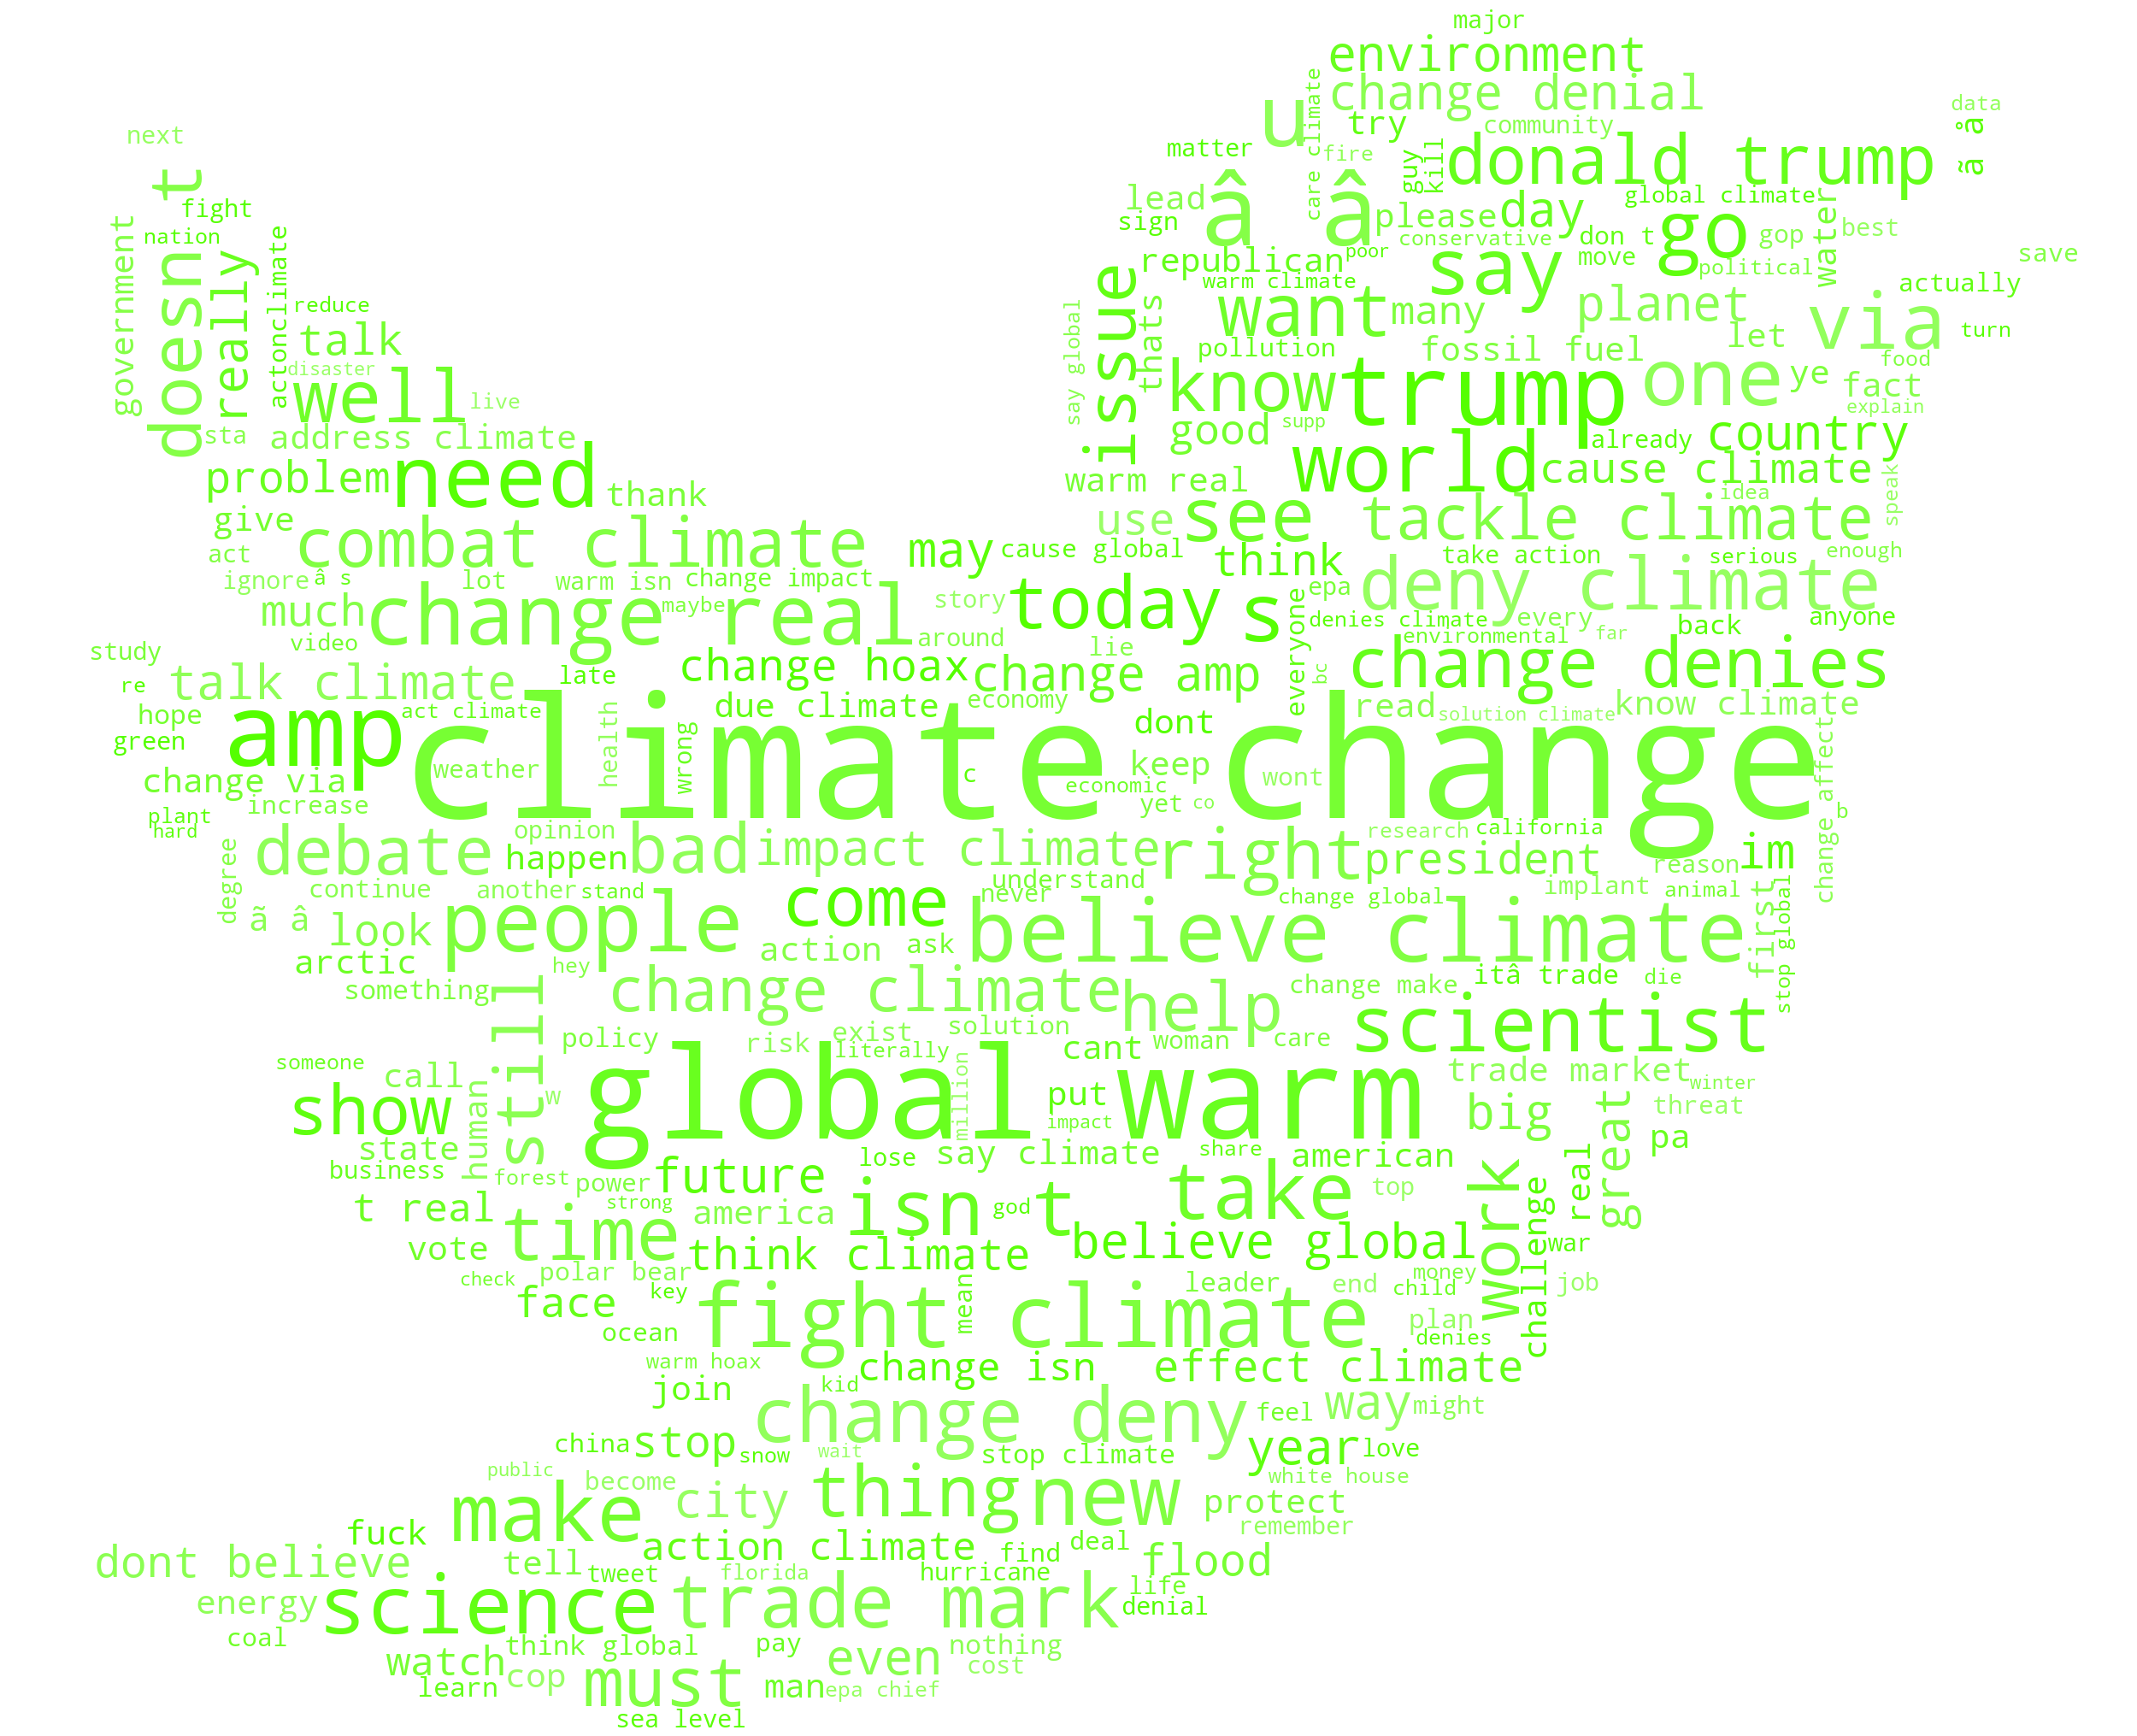 major
environment
change denial
care climate
u
try
community
data
ã å
next
matter
fire
guy
kill
donald trump
t
doesn
fight
lead
â â
please
day
global climate
water
nation
sign
conservative
don t
go
gop
best
government
really
actonclimate
republican
poor
say
move
political
save
issue
warm climate
actually
reduce
say global
thats
want
many
planet
let
via
turn
talk
pollution
fossil fuel
food
disaster
well
live
know
trump
one
ye
fact
explain
sta
address climate
good
supp
world
already
country
problem
need
thank
warm real
cause climate
speak
idea
give
combat climate
use
see
tackle climate
act
may
cause global
think
take action
serious
enough
ignore
â s
lot
warm isn
change impact
epa
deny climate
much
change
maybe
real
story
today
s
everyone
denies climate
every
anyone
video
around
lie
environmental
far
back
study
change hoax
bc
change denies
re
talk climate
late
change amp
hope
amp
act climate
due climate
economy
dont
read
solution climate
know climate
green
health
wrong
climate change
change affect
change via
weather
c
keep
wont
increase
economic
yet
co
b
plant
hard
debate
opinion
bad
impact climate
right
research
california
degree
happen
president
reason
im
continue
another
stand
understand
never
change global
implant
animal
first
stop global
ã â
look
people
come
believe climate
arctic
hey
action
ask
something
still
change climate
help
change make
itâ trade
die
policy
risk
exist
solution
scientist
someone
literally
cant
woman
care
call
human
w
global warm
million
put
trade market
winter
show
impact
big
great
threat
state
say climate
share
american
pa
business
forest
power
future
lose
work
challenge
real
t real
strong
america
isn t
god
take
top
vote
time
think climate
believe global
war
check
polar bear
key
mean
leader
end
money
child
job
face
fight climate
plan
ocean
denies
warm hoax
change isn
effect climate
join
kid
change deny
feel
way
might
china
stop
snow
wait
stop climate
year
love
public
become
white house
make
city
thing
new
protect
fuck
remember
action climate
find
deal
dont believe
tell
tweet
florida
hurricane
flood
energy
science
trade mark
life
denial
coal
think global
pay
even
nothing
watch
cop
cost
learn
must
man
epa chief
sea level